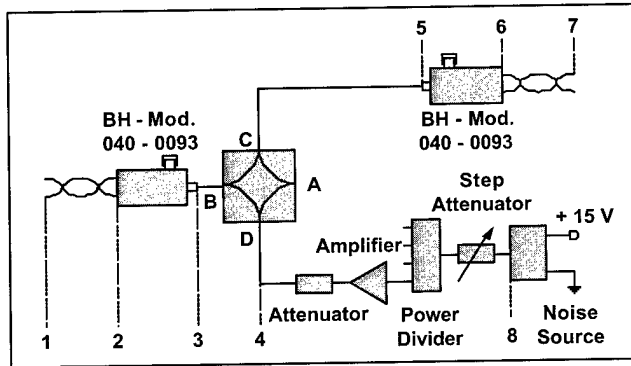 5
6
7
BH - Mod.
040 - 0093
BH - Mod.
040 - 0093
C
A
B
D
Step
Attenuator
+ 15 V
Amplifier
Attenuator
Power
Divider
Noise
Source
1
2
3
4
8